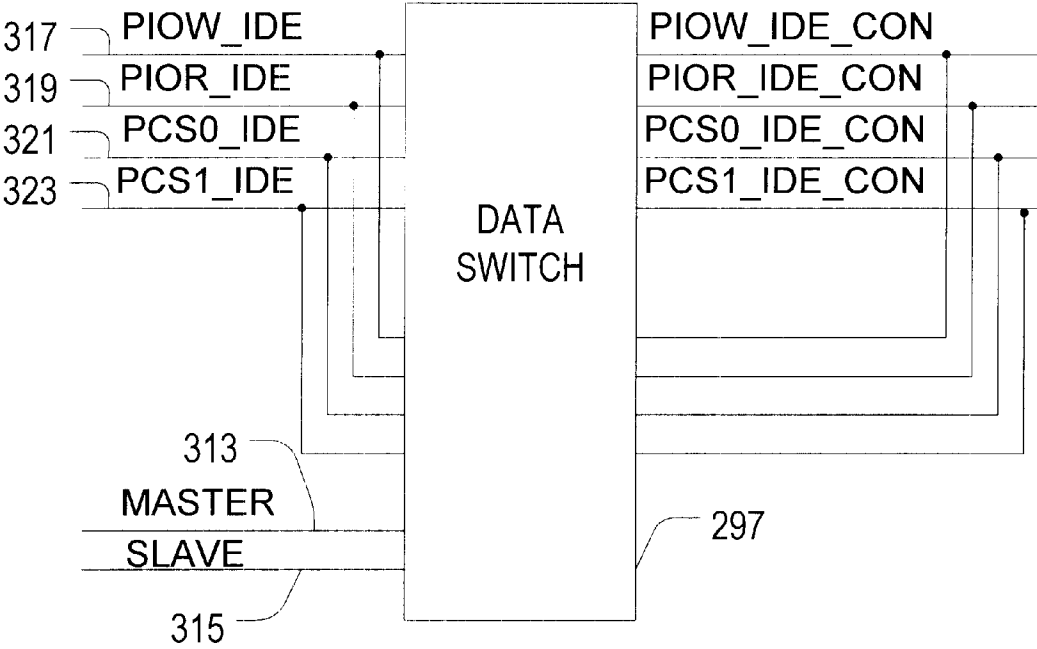 317 PIOW_IDE PIOW_IDE_CON
319 PIOR_IDE PIOR_IDE_CON
321 PCS0_IDE PCS0_IDE_CON
323 PCS1_IDE PCS1_IDE_CON
DATA
SWITCH
313
MASTER
297
SLAVE
315